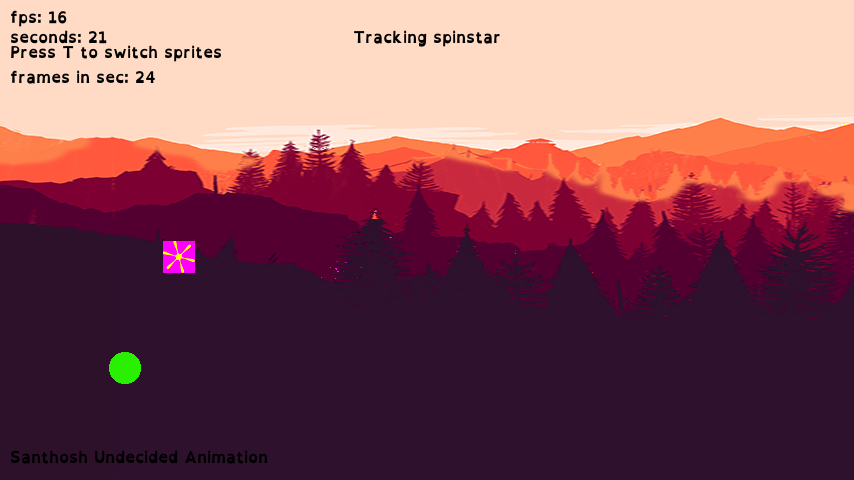 fps: 16
seconds: 21
Tracking spinstar
Press T to switch sprites
frames in sec: 24
Santhosh Undecided Animation